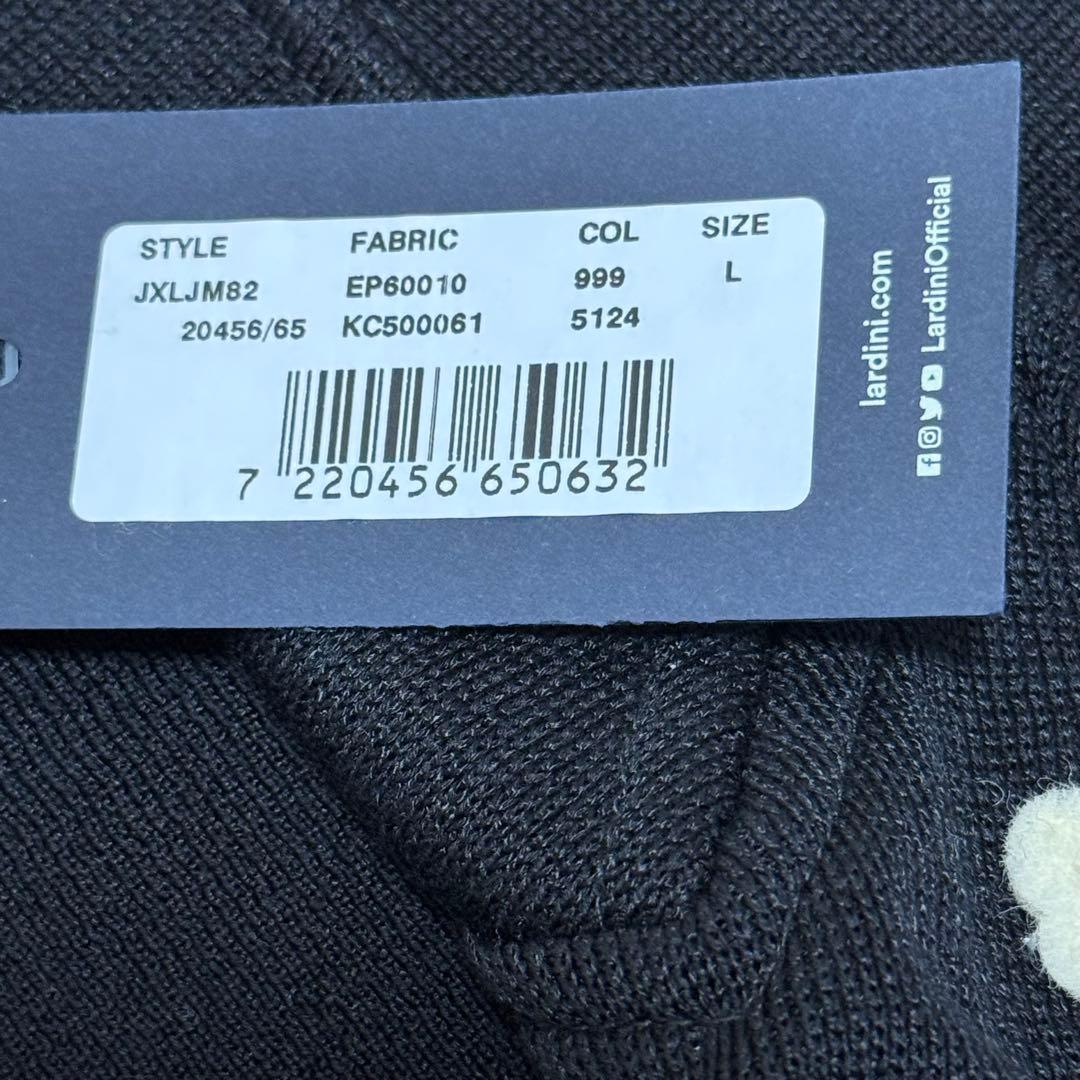 STYLE FABRIC COL SIZE
JXLJM82 EP60010 999 L
20456/65 KC500061 5124
7 220456 650632
lardini.com
LardiniOfficial